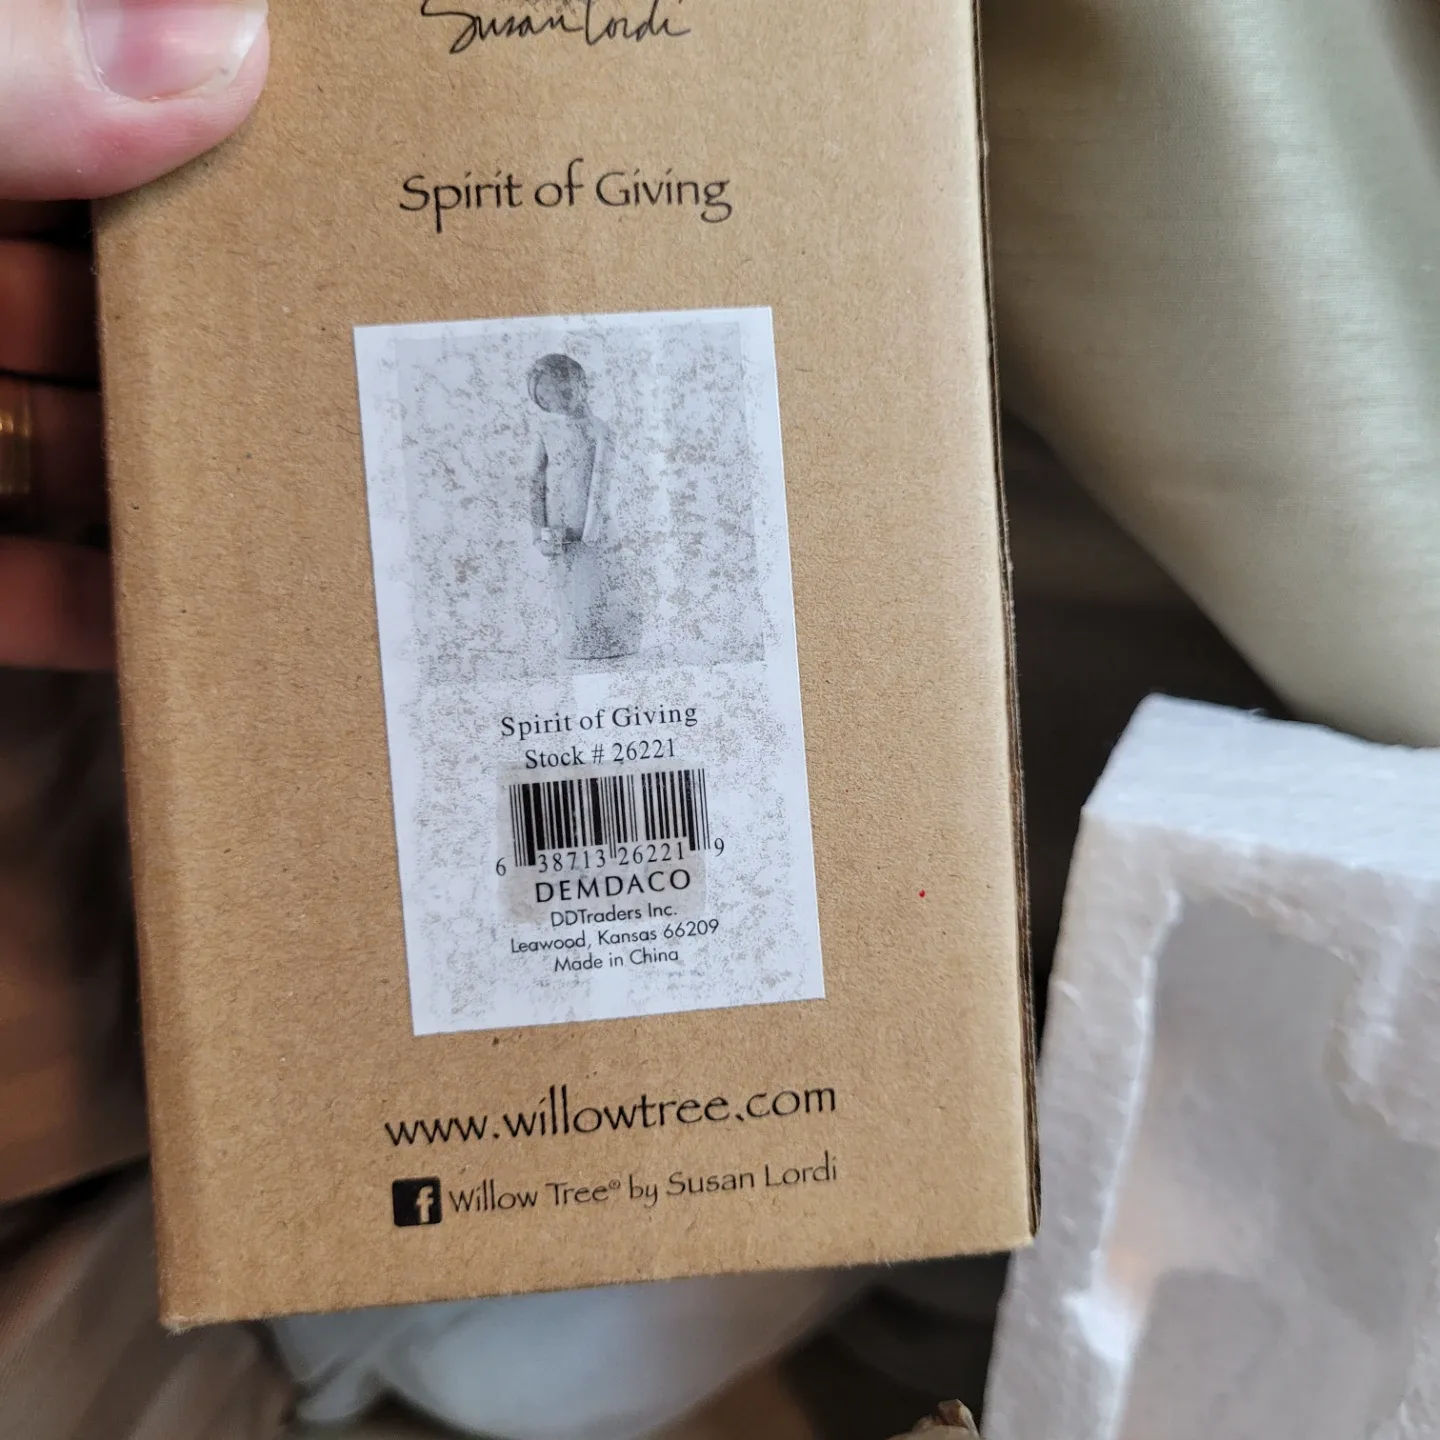 Susan Lordi
Spirit of Giving
Spirit of Giving
Stock # 26221
6 38713 26221 9
DEMDACO
DDTraders Inc.
Leawood, Kansas 66209
Made in China
www.willowtree.com
f Willow Tree® by Susan Lordi